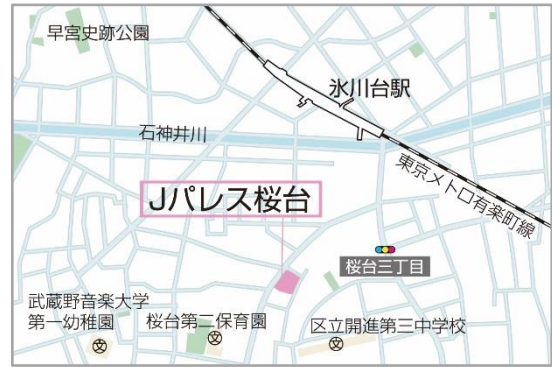 早宮史跡公園
氷川台駅
石神井川
東京メトロ有楽町線
Jパレス桜台
桜台三丁目
武蔵野音楽大学
第一幼稚園
桜台第二保育園
区立開進第三中学校
文
文
文